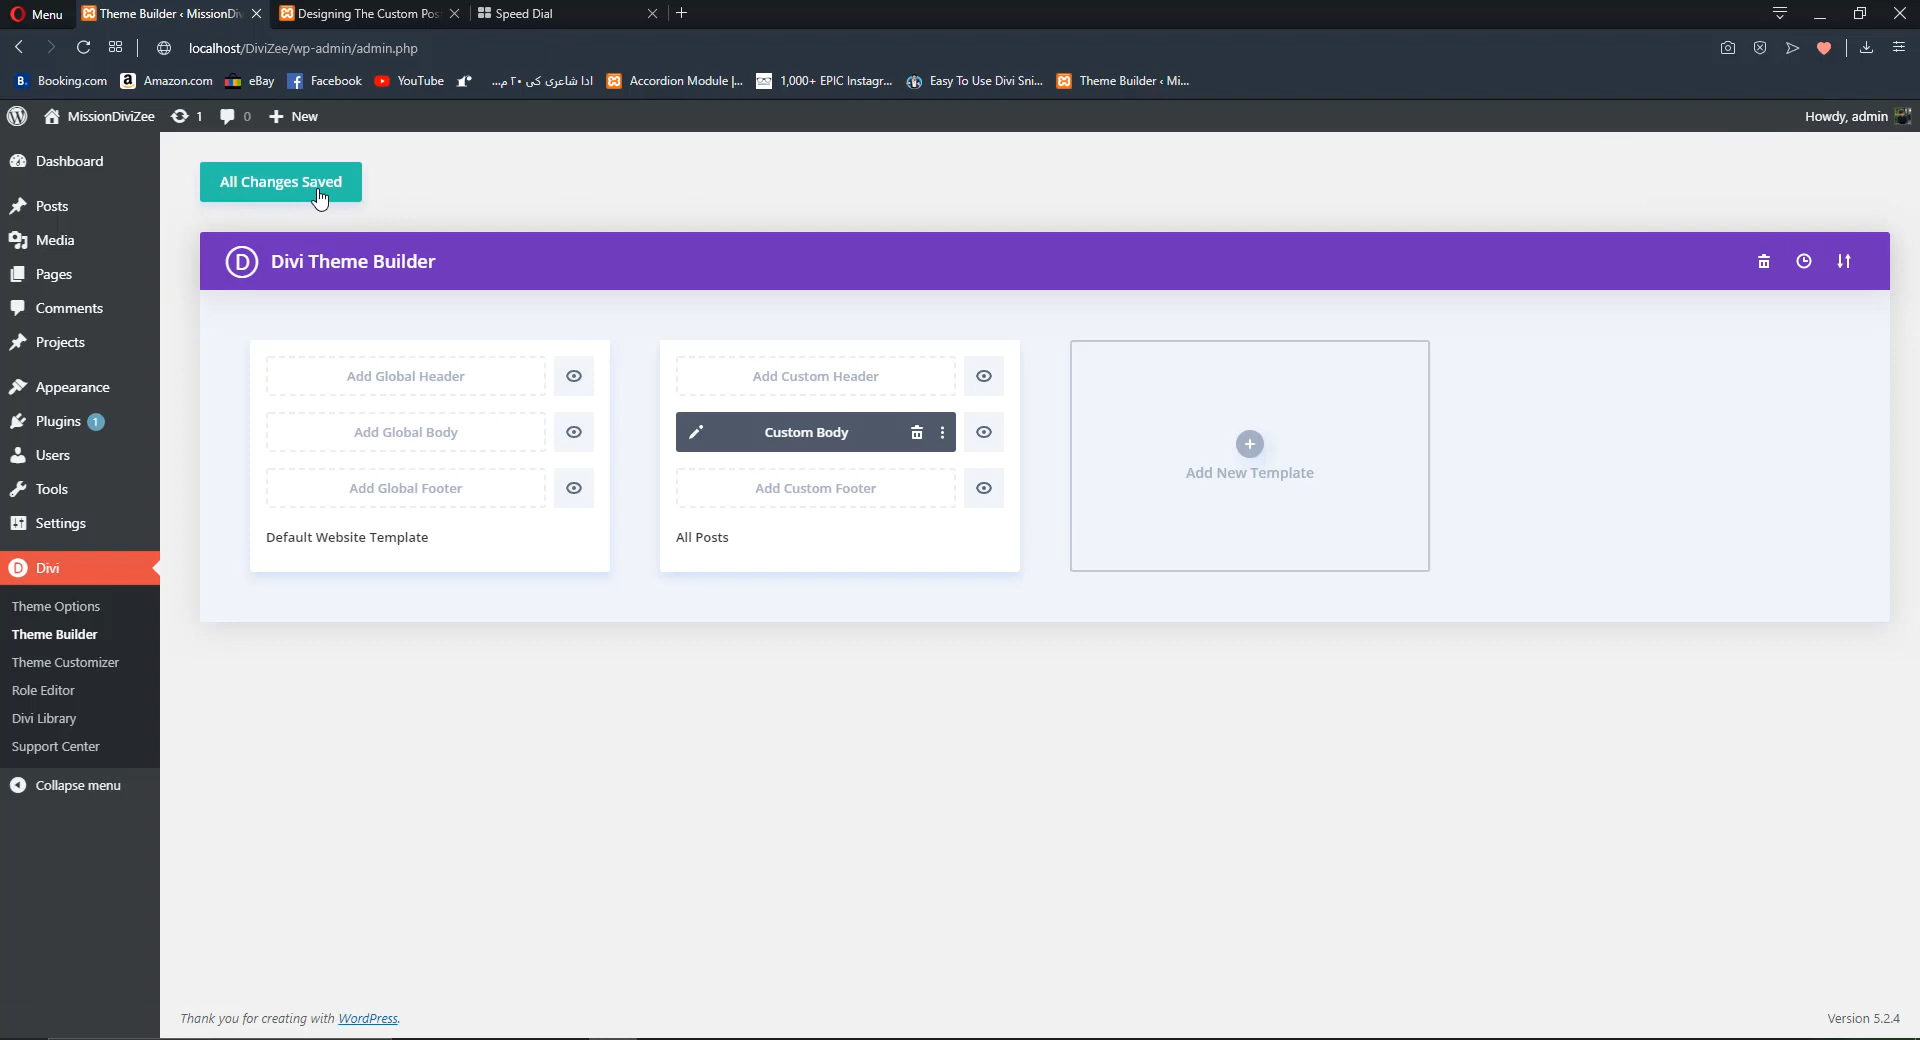 Menu
Theme Builder ‹ MissionDiv
Designing The Custom Pos
Speed Dial
localhost/DiviZee/wp-admin/admin.php
Booking.com
Amazon.com
eBay
Facebook
YouTube
ادا شاعری کی ۲۰ م...
Accordion Module |...
1,000+ EPIC Instagr...
Easy To Use Divi Sni...
Theme Builder ‹ Mi...
MissionDiviZee
1
0
New
Howdy, admin
Dashboard
Posts
Media
Pages
Comments
Projects
Appearance
Plugins 1
Users
Tools
Settings
Divi
Theme Options
Theme Builder
Theme Customizer
Role Editor
Divi Library
Support Center
Collapse menu
All Changes Saved
Divi Theme Builder
Add Global Header
Add Global Body
Add Global Footer
Default Website Template
Add Custom Header
Custom Body
Add Custom Footer
All Posts
Add New Template
Thank you for creating with WordPress.
Version 5.2.4